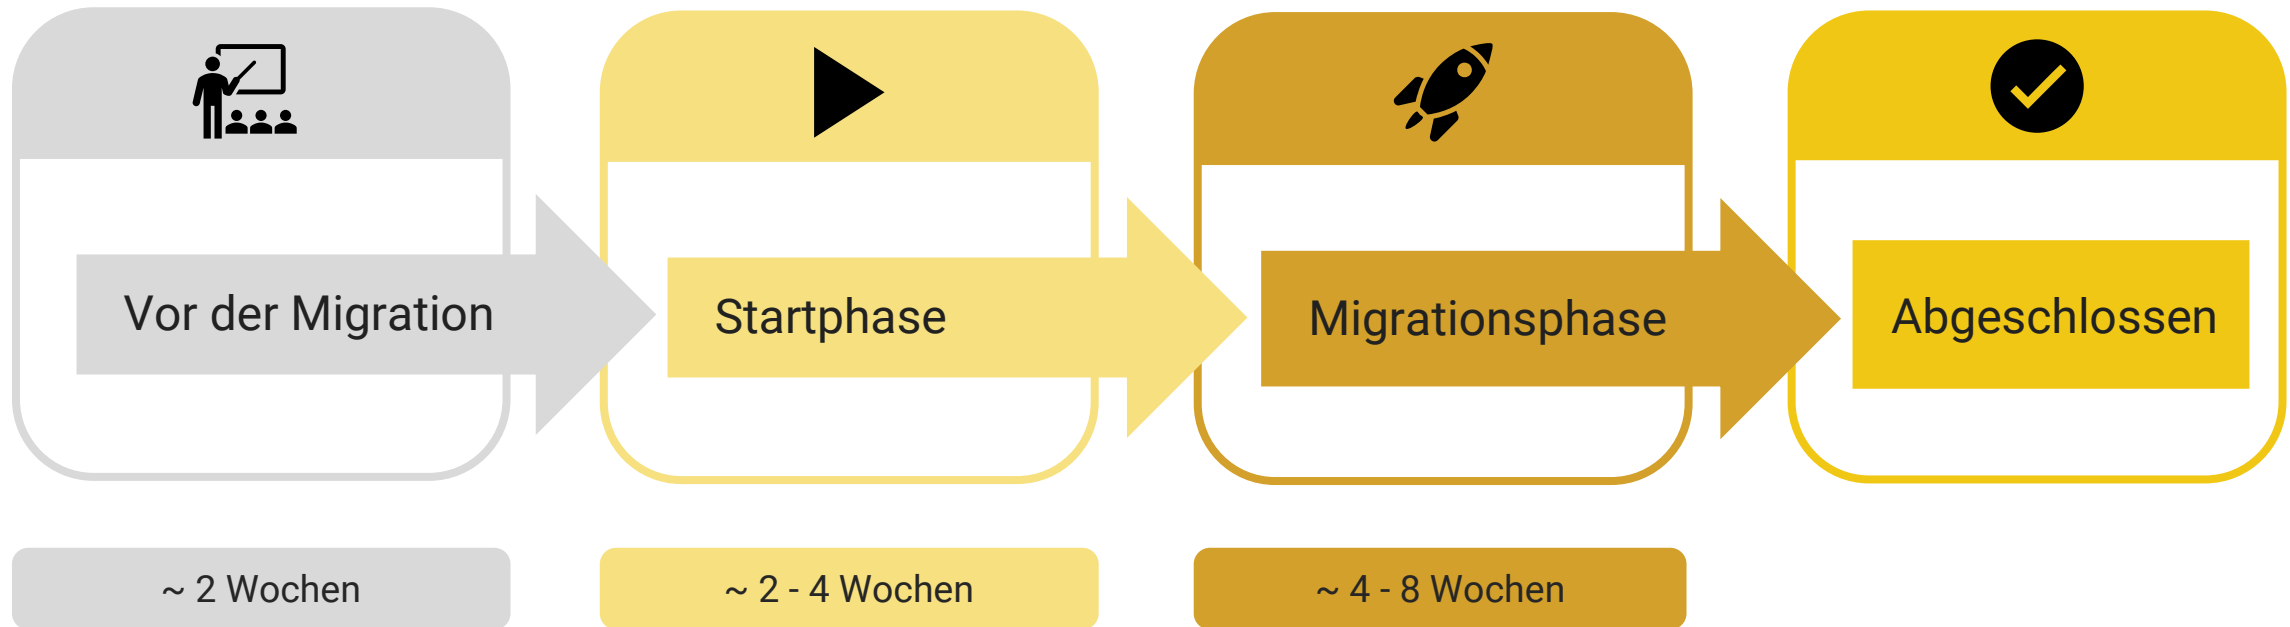 Vor der Migration
Startphase
Migrationsphase
Abgeschlossen
~ 2 Wochen
~ 2 - 4 Wochen
~ 4 - 8 Wochen